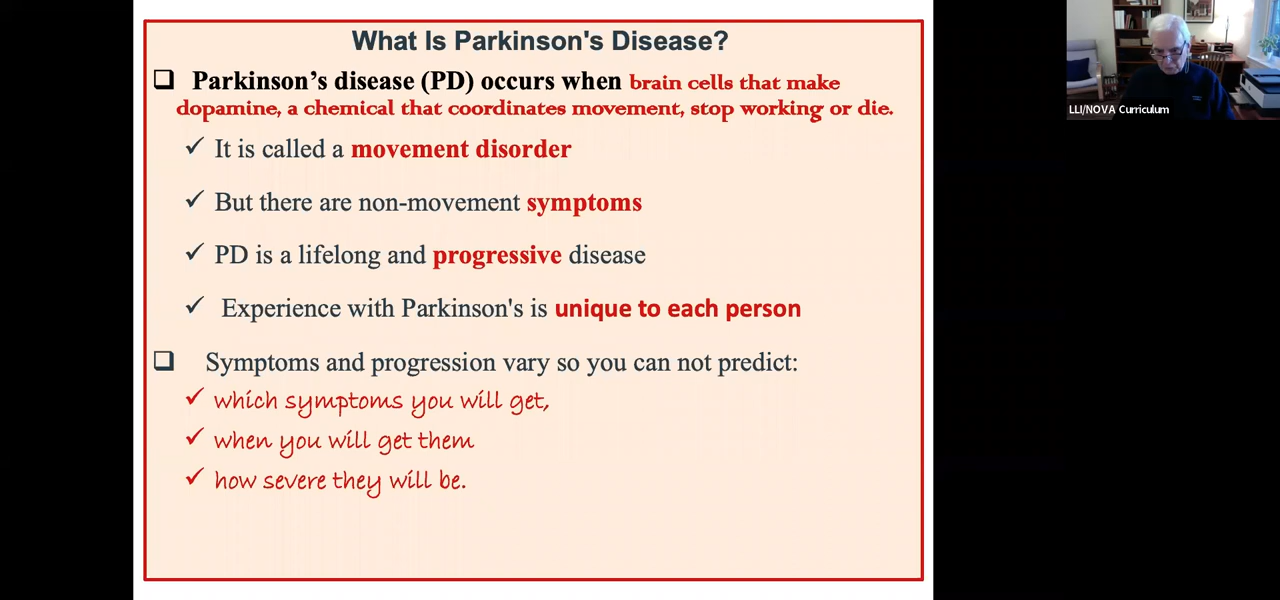 What Is Parkinson's Disease?
❑ Parkinson’s disease (PD) occurs when brain cells that make
dopamine, a chemical that coordinates movement, stop working or die.
✓ It is called a movement disorder
✓ But there are non-movement symptoms
✓ PD is a lifelong and progressive disease
✓ Experience with Parkinson's is unique to each person
❑ Symptoms and progression vary so you can not predict:
✓ which symptoms you will get,
✓ when you will get them
✓ how severe they will be.
LLI/NOVA Curriculum